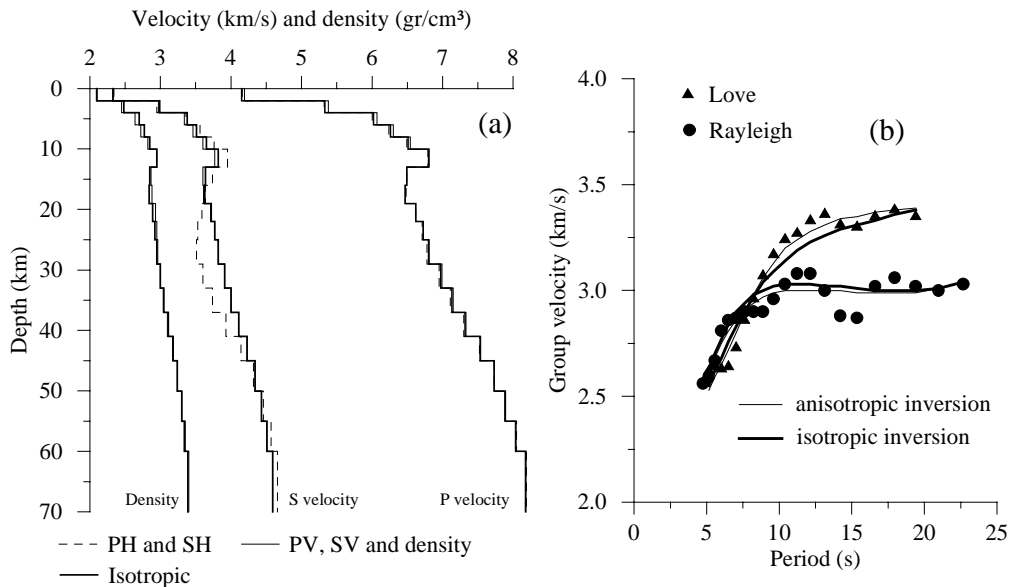 Velocity (km/s) and density (gr/cm³)
2 3 4 5 6 7 8
0
10
20
30
40
50
60
70
Depth (km)
(a)
Density
S velocity
P velocity
PH and SH
PV, SV and density
Isotropic
4.0
3.5
3.0
2.5
2.0
Group velocity (km/s)
Love
Rayleigh
(b)
anisotropic inversion
isotropic inversion
0 5 10 15 20 25
Period (s)